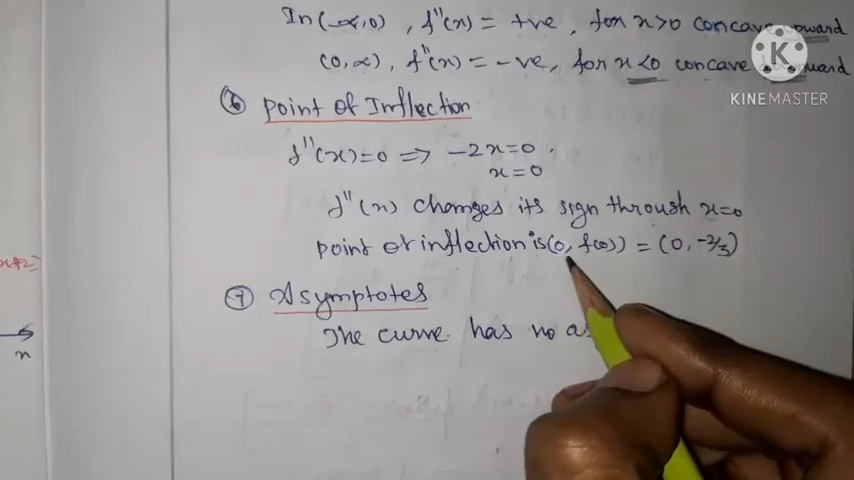 In (-∞,0), f''(x) = +ve, for x>0 concave upward
(0,∞), f''(x) = -ve, for x<0 concave
KINEMASTER
⑥ Point of Inflection
f''(x)=0 => -2x=0.
x=0
f''(x) changes its sign through x=0
point of inflection is (0, f(0)) = (0, -2/3)
⑦ Asymptotes
x
The curve has no